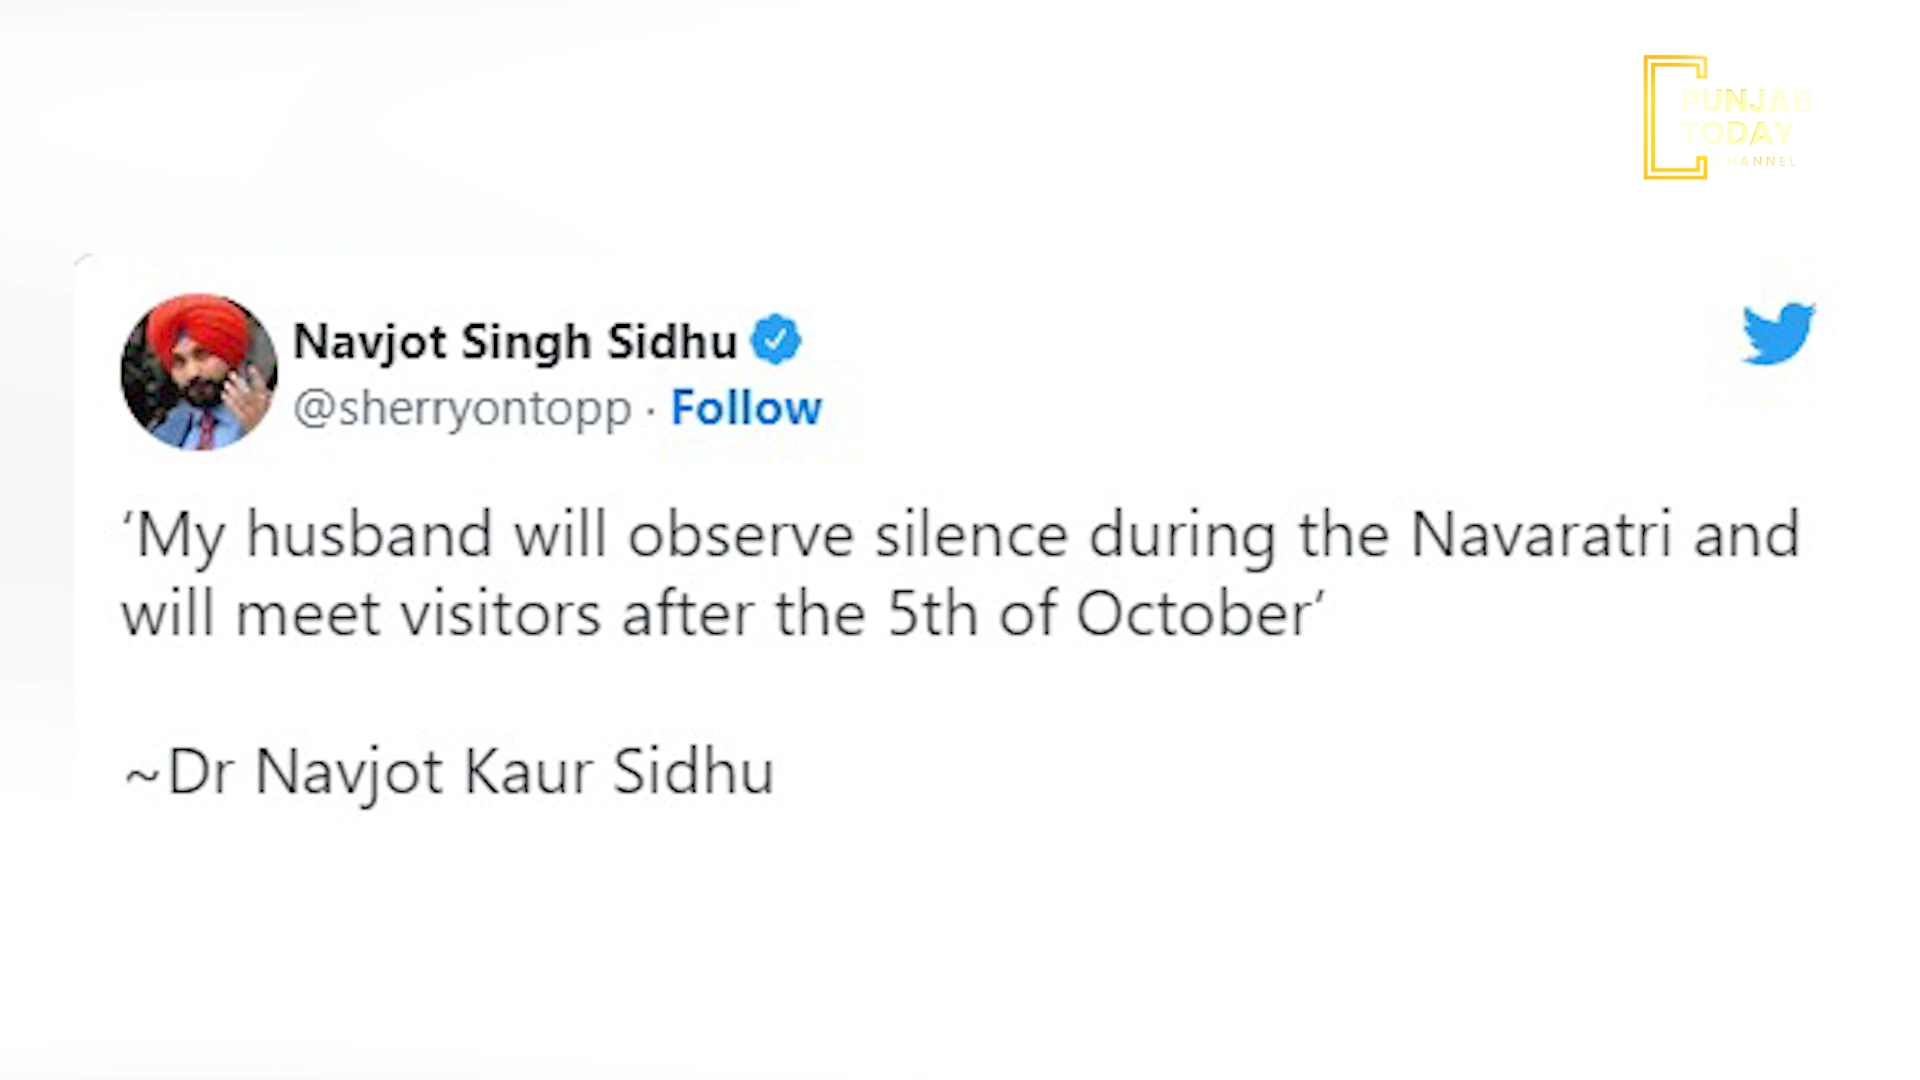 PUNJAB
TODAY
CHANNEL
Navjot Singh Sidhu
@sherryontopp · Follow
‘My husband will observe silence during the Navaratri and
will meet visitors after the 5th of October’
~Dr Navjot Kaur Sidhu